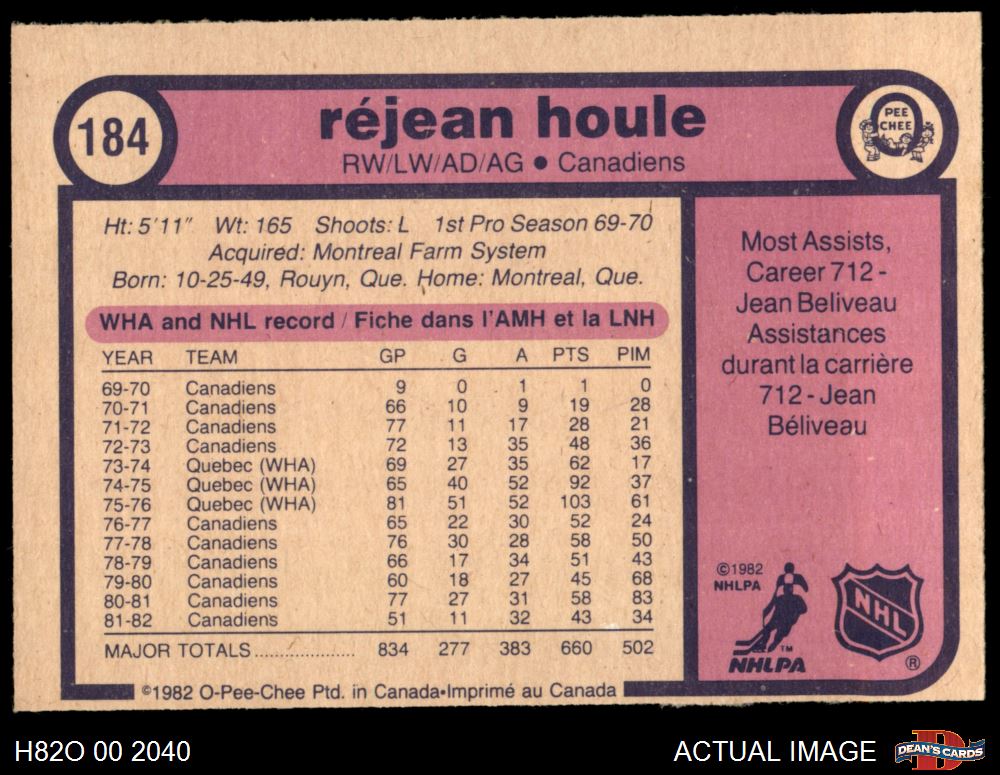 184
réjean houle
RW/LW/AD/AG ● Canadiens
O
PEE
CHEE
Ht: 5'11" Wt: 165 Shoots: L 1st Pro Season 69-70
Acquired: Montreal Farm System
Born: 10-25-49, Rouyn, Que. Home: Montreal, Que.
WHA and NHL record / Fiche dans l'AMH et la LNH
YEAR TEAM GP G A PTS PIM
69-70 Canadiens 9 0 1 1 0
70-71 Canadiens 66 10 9 19 28
71-72 Canadiens 77 11 17 28 21
72-73 Canadiens 72 13 35 48 36
73-74 Quebec (WHA) 69 27 35 62 17
74-75 Quebec (WHA) 65 40 52 92 37
75-76 Quebec (WHA) 81 51 52 103 61
76-77 Canadiens 65 22 30 52 24
77-78 Canadiens 76 30 28 58 50
78-79 Canadiens 66 17 34 51 43
79-80 Canadiens 60 18 27 45 68
80-81 Canadiens 77 27 31 58 83
81-82 Canadiens 51 11 32 43 34
MAJOR TOTALS.................... 834 277 383 660 502
©1982 O-Pee-Chee Ptd. in Canada•Imprimé au Canada
Most Assists,
Career 712 -
Jean Beliveau
Assistances
durant la carrière
712 - Jean
Béliveau
©1982
NHLPA
TM
NHLPA
NHL
®
H82O 00 2040
ACTUAL IMAGE
D
DEAN'S CARDS